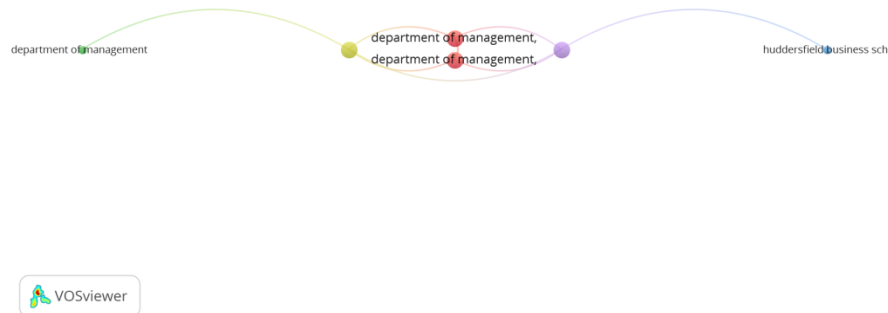 department of management,
department of management
huddersfield business sch
department of management,
VOSviewer